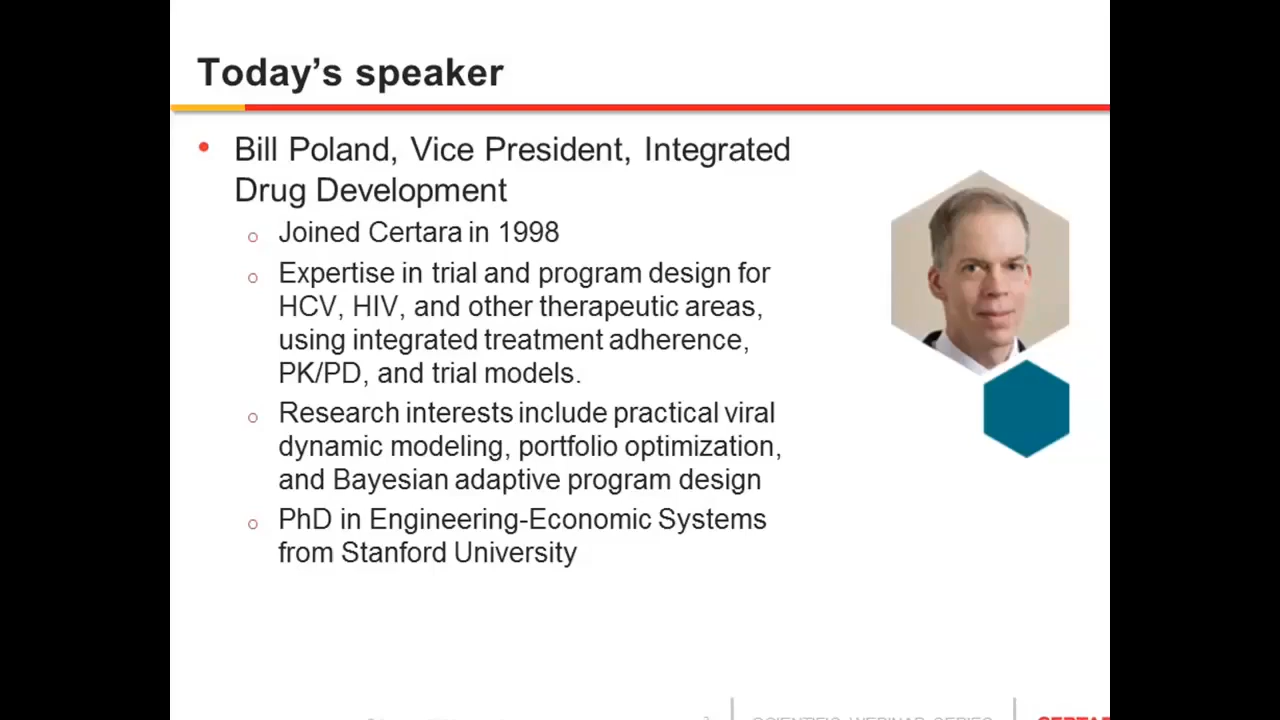 Today's speaker
• Bill Poland, Vice President, Integrated
Drug Development
o Joined Certara in 1998
o Expertise in trial and program design for
HCV, HIV, and other therapeutic areas,
using integrated treatment adherence,
PK/PD, and trial models.
o Research interests include practical viral
dynamic modeling, portfolio optimization,
and Bayesian adaptive program design
o PhD in Engineering-Economic Systems
from Stanford University
SCIENTIFIC WEBINAR SERIES